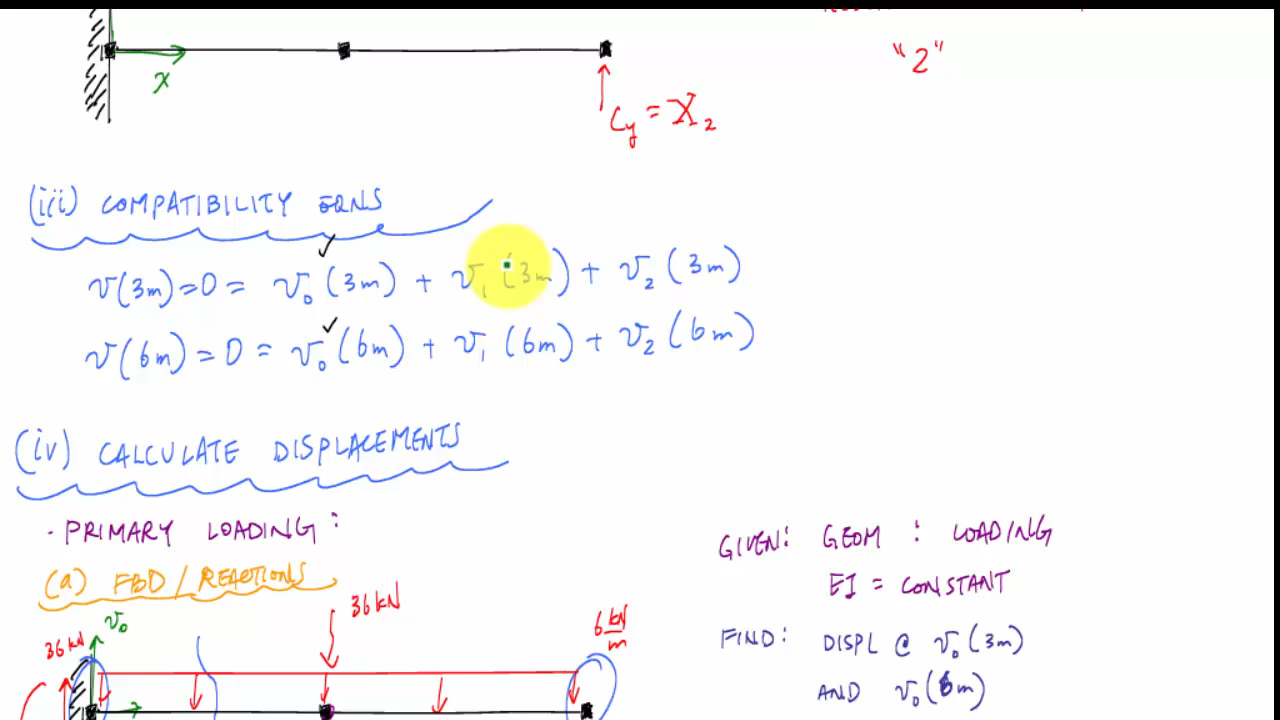 "2"
x
Cy = X2
(iii) COMPATIBILITY EQNS
v(3m) = 0 = v0(3m) + v1(3m) + v2(3m)
v(6m) = 0 = v0(6m) + v1(6m) + v2(6m)
(iv) CALCULATE DISPLACEMENTS
· PRIMARY LOADING:
GIVEN: GEOM : LOADING
EI = CONSTANT
(a) FBD / REACTIONS
FIND: DISPL @ v0(3m)
AND v0(6m)
v0
36 kN
36 kN
6 kN/m